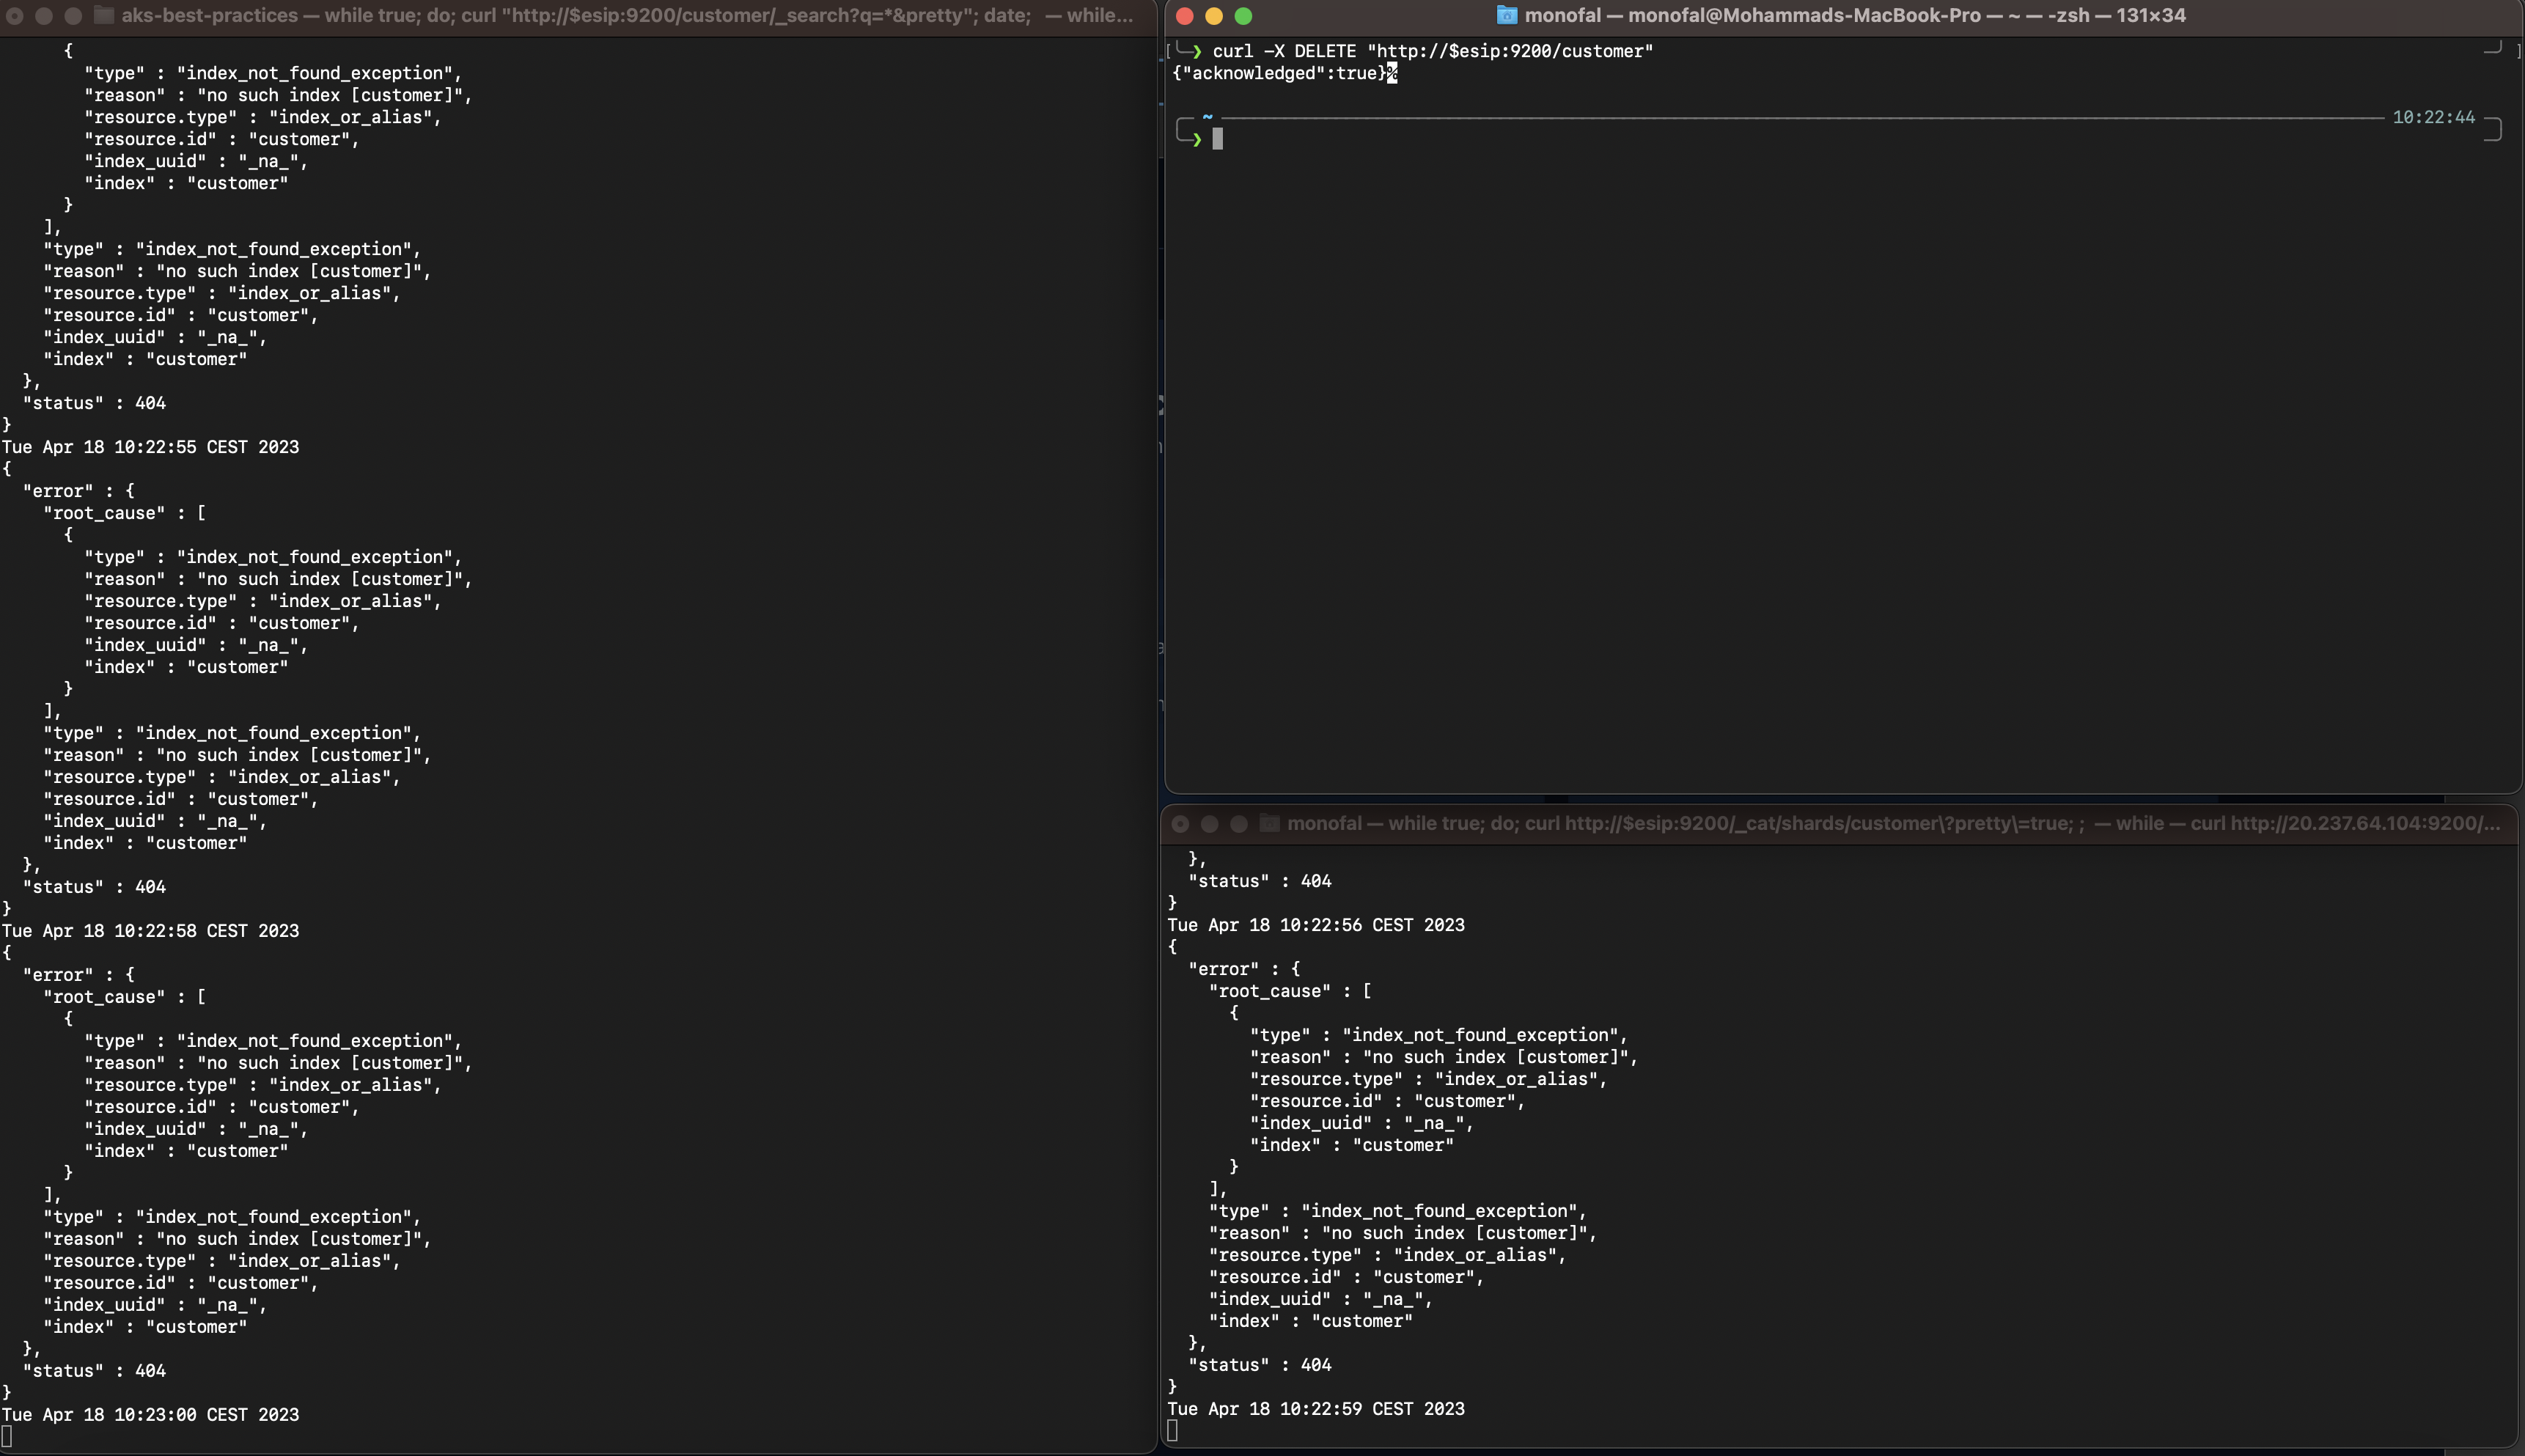 aks-best-practices — while true; do; curl "http://$esip:9200/customer/_search?q=*&pretty"; date; — while...
      {
        "type" : "index_not_found_exception",
        "reason" : "no such index [customer]",
        "resource.type" : "index_or_alias",
        "resource.id" : "customer",
        "index_uuid" : "_na_",
        "index" : "customer"
      }
    ],
    "type" : "index_not_found_exception",
    "reason" : "no such index [customer]",
    "resource.type" : "index_or_alias",
    "resource.id" : "customer",
    "index_uuid" : "_na_",
    "index" : "customer"
  },
  "status" : 404
}
Tue Apr 18 10:22:55 CEST 2023
{
  "error" : {
    "root_cause" : [
      {
        "type" : "index_not_found_exception",
        "reason" : "no such index [customer]",
        "resource.type" : "index_or_alias",
        "resource.id" : "customer",
        "index_uuid" : "_na_",
        "index" : "customer"
      }
    ],
    "type" : "index_not_found_exception",
    "reason" : "no such index [customer]",
    "resource.type" : "index_or_alias",
    "resource.id" : "customer",
    "index_uuid" : "_na_",
    "index" : "customer"
  },
  "status" : 404
}
Tue Apr 18 10:22:58 CEST 2023
{
  "error" : {
    "root_cause" : [
      {
        "type" : "index_not_found_exception",
        "reason" : "no such index [customer]",
        "resource.type" : "index_or_alias",
        "resource.id" : "customer",
        "index_uuid" : "_na_",
        "index" : "customer"
      }
    ],
    "type" : "index_not_found_exception",
    "reason" : "no such index [customer]",
    "resource.type" : "index_or_alias",
    "resource.id" : "customer",
    "index_uuid" : "_na_",
    "index" : "customer"
  },
  "status" : 404
}
Tue Apr 18 10:23:00 CEST 2023
monofal — monofal@Mohammads-MacBook-Pro — ~ — -zsh — 131×34
❯ curl -X DELETE "http://$esip:9200/customer"
{"acknowledged":true}%
~ 10:22:44
❯
monofal — while true; do; curl http://$esip:9200/_cat/shards/customer\?pretty\=true; ; — while — curl http://20.237.64.104:9200/...
  },
  "status" : 404
}
Tue Apr 18 10:22:56 CEST 2023
{
  "error" : {
    "root_cause" : [
      {
        "type" : "index_not_found_exception",
        "reason" : "no such index [customer]",
        "resource.type" : "index_or_alias",
        "resource.id" : "customer",
        "index_uuid" : "_na_",
        "index" : "customer"
      }
    ],
    "type" : "index_not_found_exception",
    "reason" : "no such index [customer]",
    "resource.type" : "index_or_alias",
    "resource.id" : "customer",
    "index_uuid" : "_na_",
    "index" : "customer"
  },
  "status" : 404
}
Tue Apr 18 10:22:59 CEST 2023